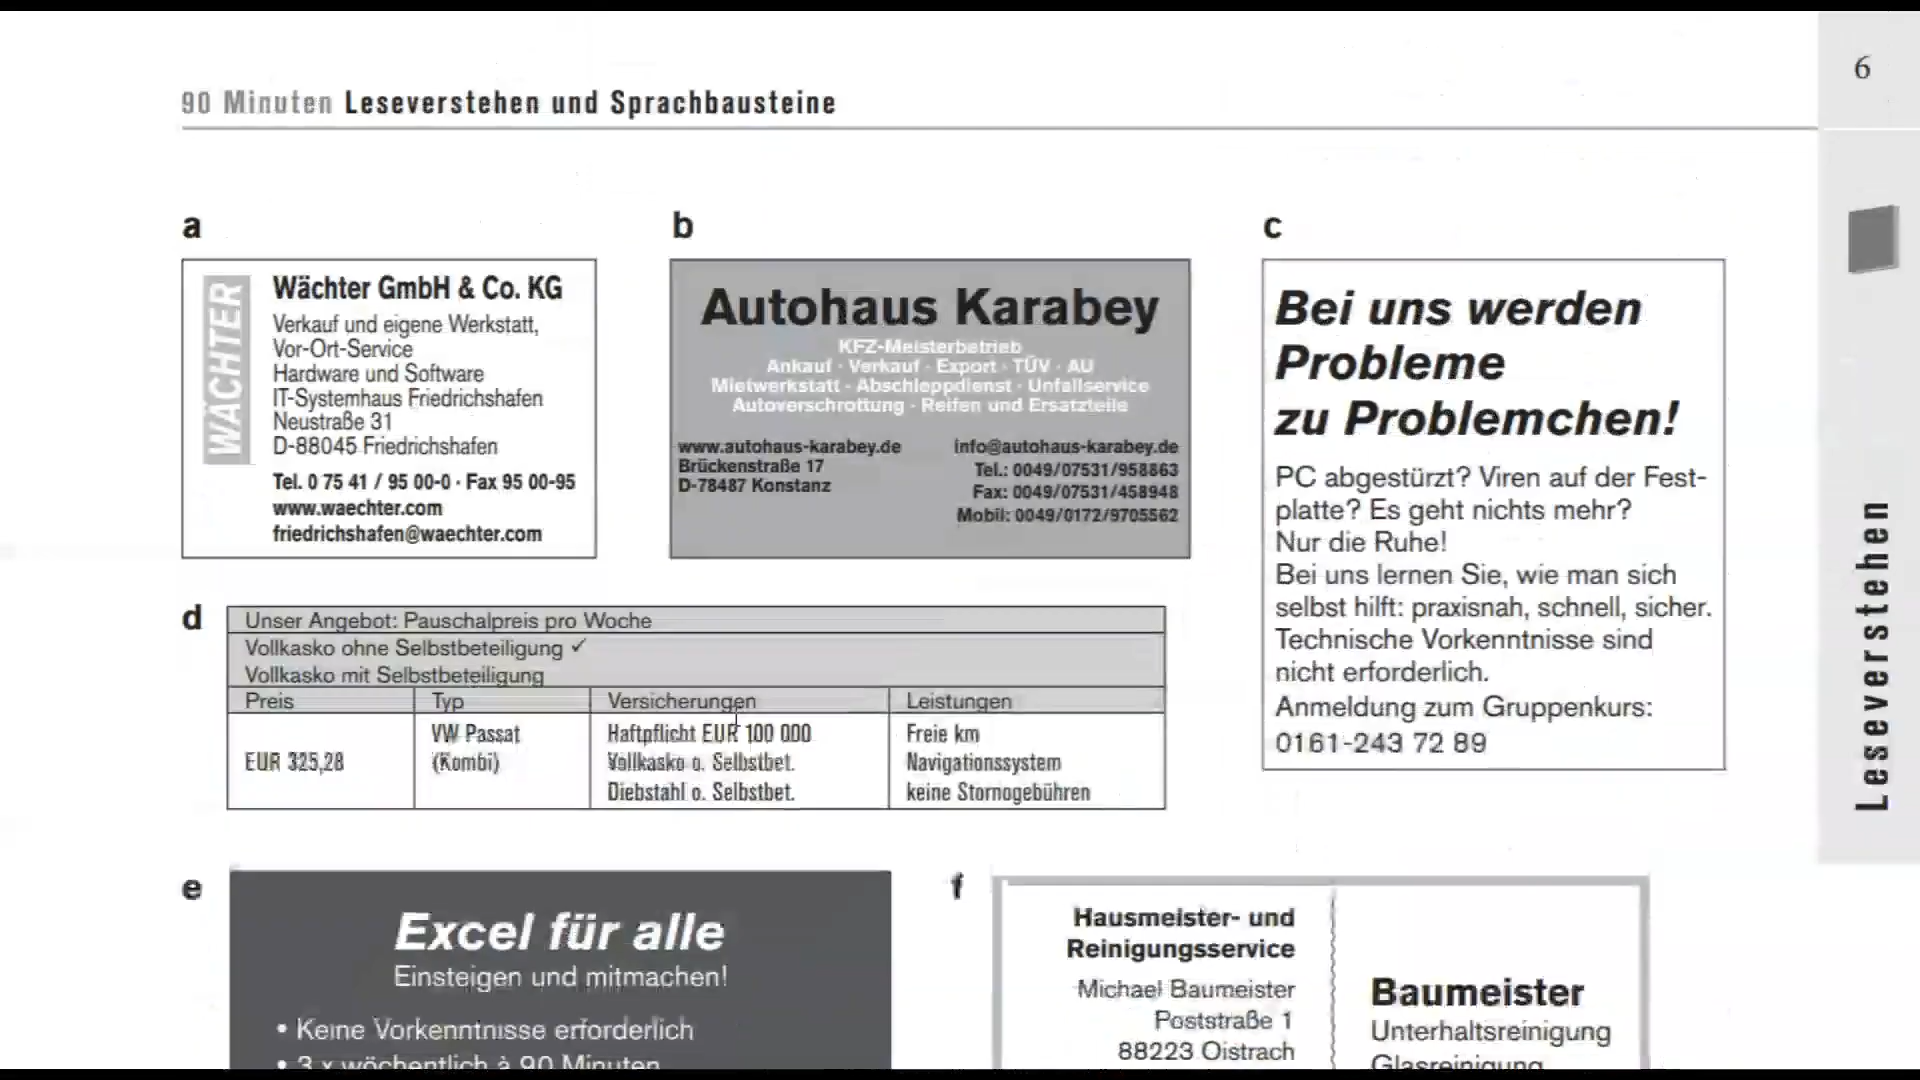 6
90 Minuten Leseverstehen und Sprachbausteine
Leseverstehen
a
WÄCHTER
Wächter GmbH & Co. KG
Verkauf und eigene Werkstatt,
Vor-Ort-Service
Hardware und Software
IT-Systemhaus Friedrichshafen
Neustraße 31
D-88045 Friedrichshafen
Tel. 0 75 41 / 95 00-0 · Fax 95 00-95
www.waechter.com
friedrichshafen@waechter.com
b
Autohaus Karabey
KFZ-Meisterbetrieb
Ankauf · Verkauf · Export · TÜV · AU
Mietwerkstatt · Abschleppdienst · Unfallservice
Autoverschrottung · Reifen und Ersatzteile
www.autohaus-karabey.de
Brückenstraße 17
D-78487 Konstanz
info@autohaus-karabey.de
Tel.: 0049/07531/958863
Fax: 0049/07531/458948
Mobil: 0049/0172/9705562
c
Bei uns werden
Probleme
zu Problemchen!
PC abgestürzt? Viren auf der Fest-
platte? Es geht nichts mehr?
Nur die Ruhe!
Bei uns lernen Sie, wie man sich
selbst hilft: praxisnah, schnell, sicher.
Technische Vorkenntnisse sind
nicht erforderlich.
Anmeldung zum Gruppenkurs:
0161-243 72 89
d
Unser Angebot: Pauschalpreis pro Woche
Vollkasko ohne Selbstbeteiligung ✓
Vollkasko mit Selbstbeteiligung
Preis Typ Versicherungen Leistungen
EUR 325,28
VW Passat
(Kombi)
Haftpflicht EUR 100 000
Vollkasko o. Selbstbet.
Diebstahl o. Selbstbet.
Freie km
Navigationssystem
keine Stornogebühren
e
Excel für alle
Einsteigen und mitmachen!
• Keine Vorkenntnisse erforderlich
• 3 x wöchentlich à 90 Minuten
f
Hausmeister- und
Reinigungsservice
Michael Baumeister
Poststraße 1
88223 Oistrach
Baumeister
Unterhaltsreinigung
Glasreinigung